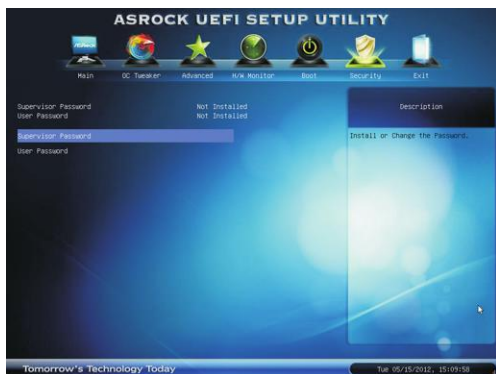 ASROCK UEFI SETUP UTILITY
Main OC Tweaker Advanced H/W Monitor Boot Security Exit
Supervisor Password Not Installed
User Password Not Installed
Description
Supervisor Password
Install or Change the Password.
User Password
Tomorrow's Technology Today
Tue 05/15/2012, 15:09:58